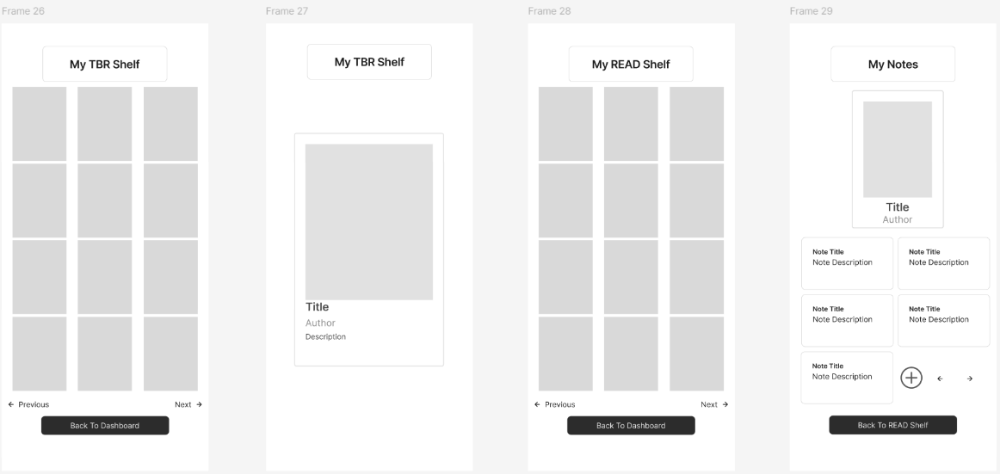 Frame 26
My TBR Shelf
← Previous
Next →
Back To Dashboard
Frame 27
My TBR Shelf
Title
Author
Description
Frame 28
My READ Shelf
← Previous
Next →
Back To Dashboard
Frame 29
My Notes
Title
Author
Note Title
Note Description
Note Title
Note Description
Note Title
Note Description
Note Title
Note Description
Note Title
Note Description
← →
Back To READ Shelf